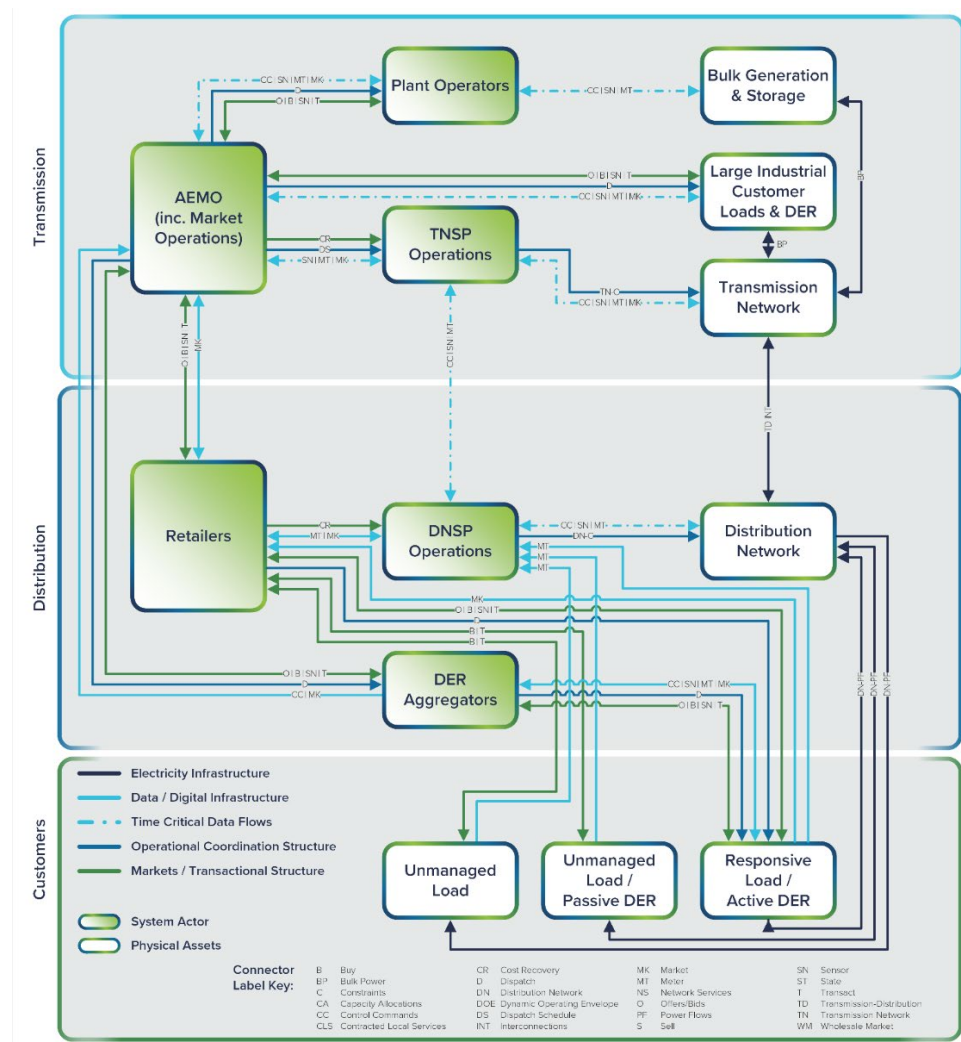 Transmission
CC I SN I MT I MK
D
O I B I SN I T
Plant Operators
CC I SN I MT
Bulk Generation
& Storage
AEMO
(inc. Market
Operations)
O I B I SN I T
D
CC I SN I MT I MK
Large Industrial
Customer
Loads & DER
BP
BP
CR
DS
SN I MT I MK
TNSP
Operations
TN-O
CC I SN I MT I MK
Transmission
Network
O I B I SN I T
MK
CC I SN I MT
TD INT
Distribution
Retailers
CR
MT I MK
DNSP
Operations
CC I SN I MT
DN-O
Distribution
Network
MT
MT
MT
MK
O I B I SN I T
D
B I T
B I T
O I B I SN I T
D
CC I MK
DER
Aggregators
CC I SN I MT I MK
D
O I B I SN I T
DN-PF
DN-PF
DN-PF
Customers
Electricity Infrastructure
Data / Digital Infrastructure
Time Critical Data Flows
Operational Coordination Structure
Markets / Transactional Structure
System Actor
Physical Assets
Unmanaged
Load
Unmanaged
Load /
Passive DER
Responsive
Load /
Active DER
Connector
Label Key:
B Buy
BP Bulk Power
C Constraints
CA Capacity Allocations
CC Control Commands
CLS Contracted Local Services
CR Cost Recovery
D Dispatch
DN Distribution Network
DOE Dynamic Operating Envelope
DS Dispatch Schedule
INT Interconnections
MK Market
MT Meter
NS Network Services
O Offers/Bids
PF Power Flows
S Sell
SN Sensor
ST State
T Transact
TD Transmission-Distribution
TN Transmission Network
WM Wholesale Market